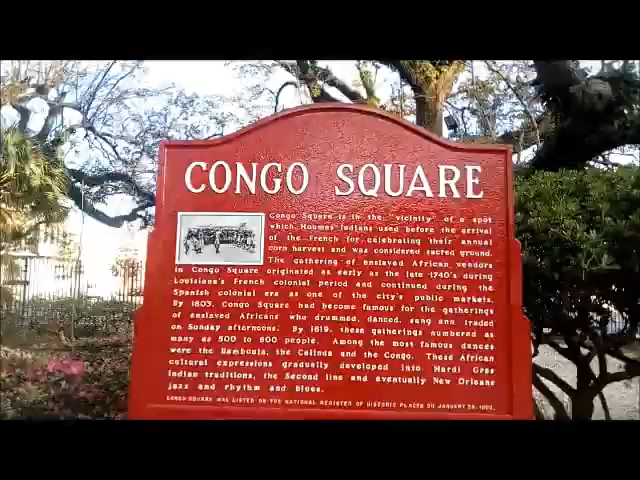 CONGO SQUARE
Congo Square is in the "vicinity" of a spot
which Houmas Indians used before the arrival
of the French for celebrating their annual
corn harvest and was considered sacred ground.
The gathering of enslaved African vendors
in Congo Square originated as early as the late 1740's during
Louisiana's French colonial period and continued during the
Spanish colonial era as one of the city's public markets.
By 1803, Congo Square had become famous for the gatherings
of enslaved Africans who drummed, danced, sang and traded
on Sunday afternoons. By 1819, these gatherings numbered as
many as 500 to 600 people. Among the most famous dances
were the Bamboula, the Calinda and the Congo. These African
cultural expressions gradually developed into Mardi Gras
Indian traditions, the Second line and eventually New Orleans
jazz and rhythm and blues.
CONGO SQUARE WAS LISTED ON THE NATIONAL REGISTER OF HISTORIC PLACES ON JANUARY 28, 1993.